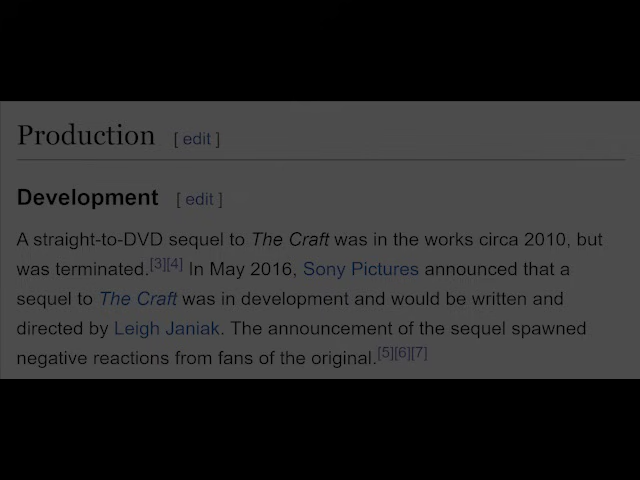 Production [ edit ]
Development [ edit ]
A straight-to-DVD sequel to The Craft was in the works circa 2010, but
was terminated.[3][4] In May 2016, Sony Pictures announced that a
sequel to The Craft was in development and would be written and
directed by Leigh Janiak. The announcement of the sequel spawned
negative reactions from fans of the original.[5][6][7]